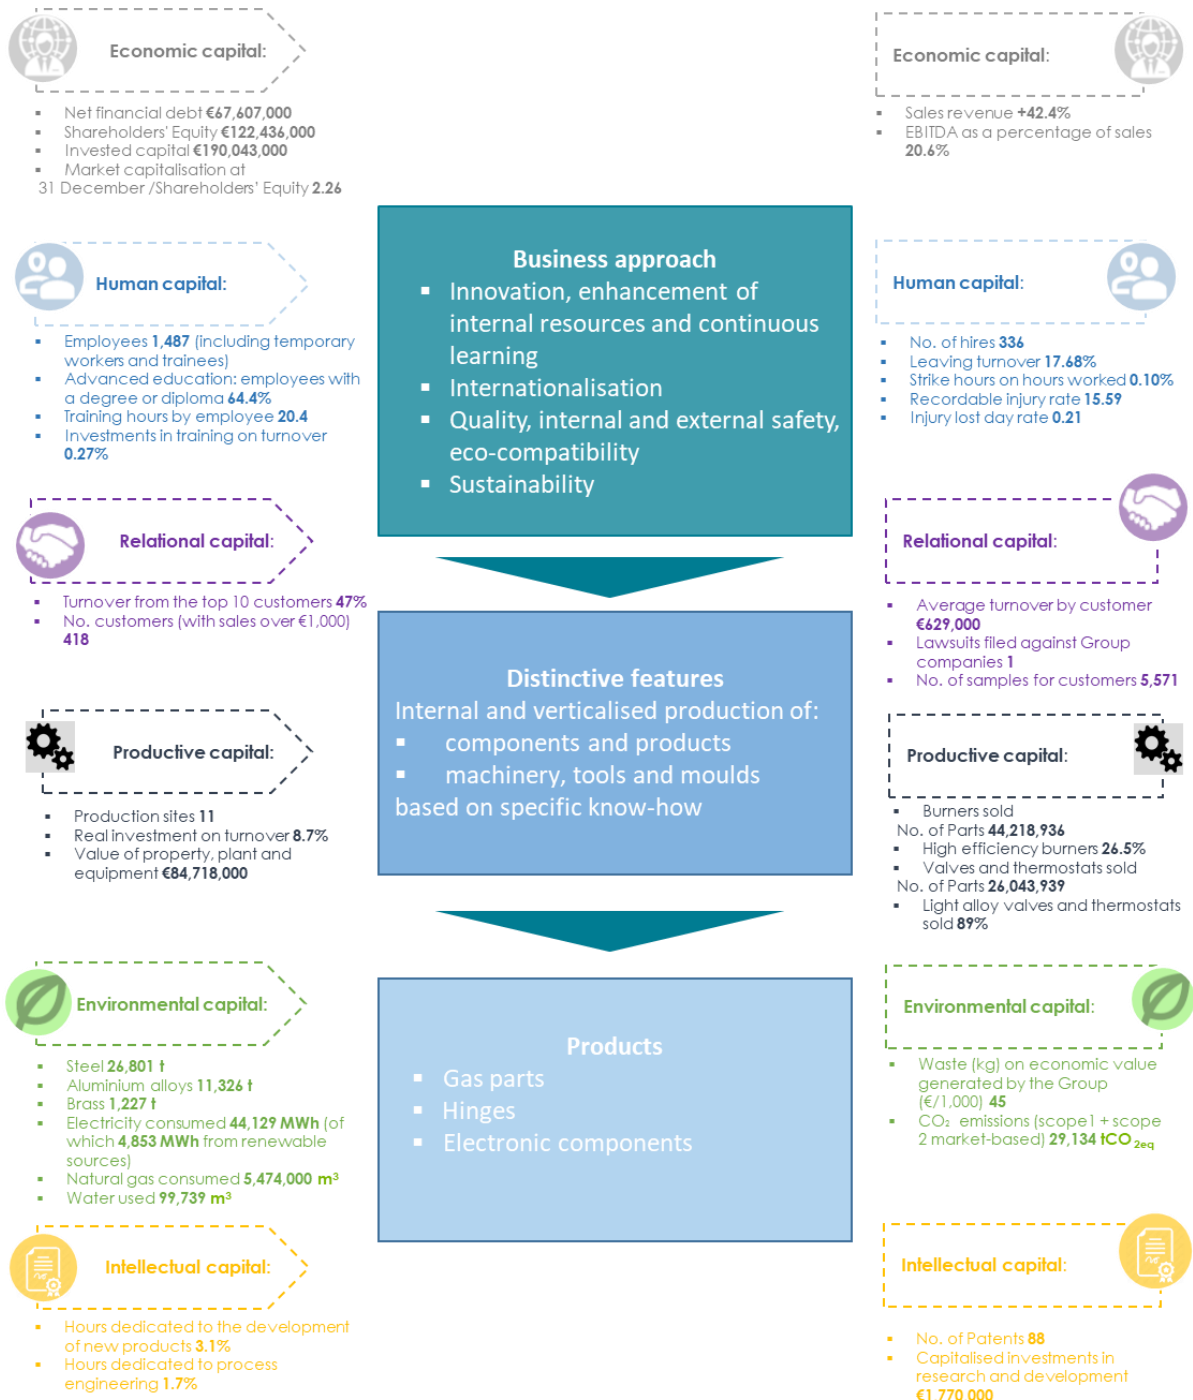 Economic capital:
▪ Net financial debt €67,607,000
▪ Shareholders' Equity €122,436,000
▪ Invested capital €190,043,000
▪ Market capitalisation at
31 December /Shareholders' Equity 2.26
Human capital:
▪ Employees 1,487 (including temporary
workers and trainees)
▪ Advanced education: employees with
a degree or diploma 64.4%
▪ Training hours by employee 20.4
▪ Investments in training on turnover
0.27%
Relational capital:
▪ Turnover from the top 10 customers 47%
▪ No. customers (with sales over €1,000)
418
Productive capital:
▪ Production sites 11
▪ Real investment on turnover 8.7%
▪ Value of property, plant and
equipment €84,718,000
Environmental capital:
▪ Steel 26,801 t
▪ Aluminium alloys 11,326 t
▪ Brass 1,227 t
▪ Electricity consumed 44,129 MWh (of
which 4,853 MWh from renewable
sources)
▪ Natural gas consumed 5,474,000 m³
▪ Water used 99,739 m³
Intellectual capital:
▪ Hours dedicated to the development
of new products 3.1%
▪ Hours dedicated to process
engineering 1.7%
Business approach
▪ Innovation, enhancement of
internal resources and continuous
learning
▪ Internationalisation
▪ Quality, internal and external safety,
eco-compatibility
▪ Sustainability
Distinctive features
Internal and verticalised production of:
▪ components and products
▪ machinery, tools and moulds
based on specific know-how
Products
▪ Gas parts
▪ Hinges
▪ Electronic components
Economic capital:
▪ Sales revenue +42.4%
▪ EBITDA as a percentage of sales
20.6%
Human capital:
▪ No. of hires 336
▪ Leaving turnover 17.68%
▪ Strike hours on hours worked 0.10%
▪ Recordable injury rate 15.59
▪ Injury lost day rate 0.21
Relational capital:
▪ Average turnover by customer
€629,000
▪ Lawsuits filed against Group
companies 1
▪ No. of samples for customers 5,571
Productive capital:
▪ Burners sold
No. of Parts 44,218,936
▪ High efficiency burners 26.5%
▪ Valves and thermostats sold
No. of Parts 26,043,939
▪ Light alloy valves and thermostats
sold 89%
Environmental capital:
▪ Waste (kg) on economic value
generated by the Group
(€/1,000) 45
▪ CO₂ emissions (scope1 + scope
2 market-based) 29,134 tCO 2eq
Intellectual capital:
▪ No. of Patents 88
▪ Capitalised investments in
research and development
€1,770,000